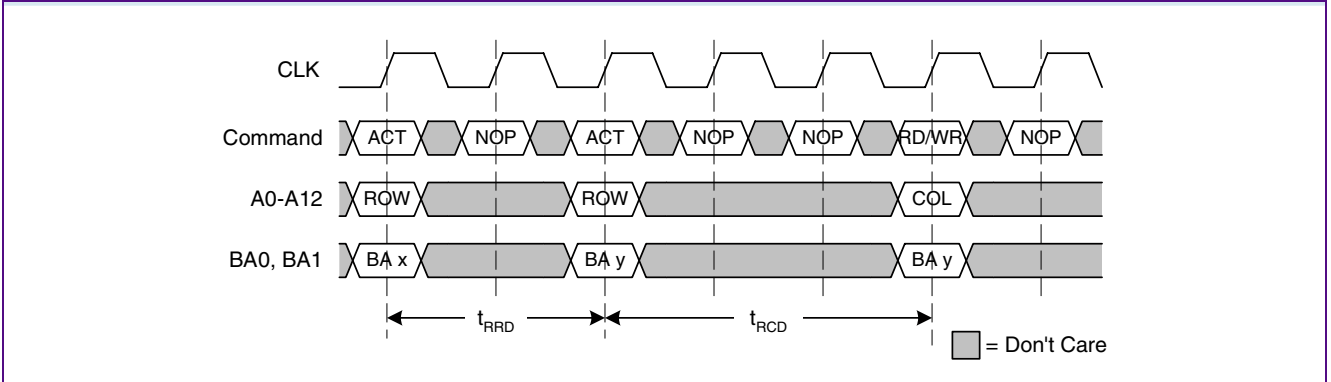 CLK
Command ACT NOP ACT NOP NOP RD/WR NOP
A0-A12 ROW ROW COL
BA0, BA1 BA x BA y BA y
tRRD tRCD
= Don't Care